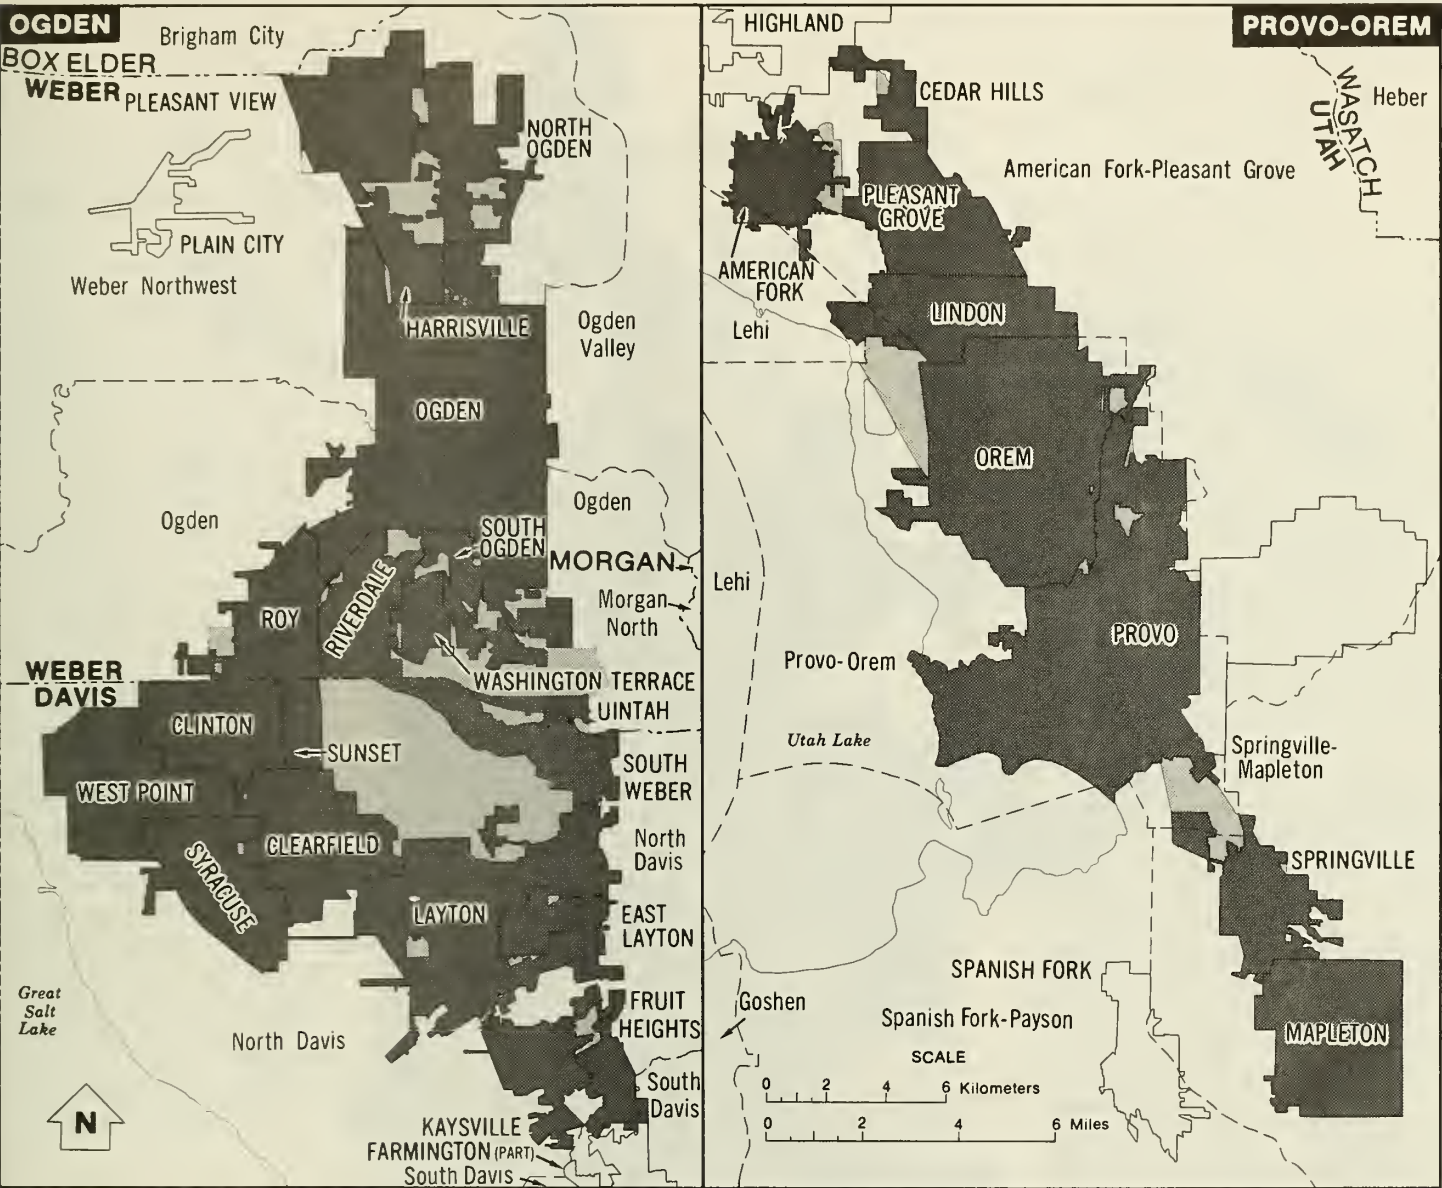 OGDEN
Brigham City
BOX ELDER
WEBER
PLEASANT VIEW
NORTH
OGDEN
PLAIN CITY
Weber Northwest
HARRISVILLE
Ogden
Valley
OGDEN
Ogden
Ogden
SOUTH
OGDEN
MORGAN
Morgan
North
ROY
RIVERDALE
WEBER
DAVIS
WASHINGTON TERRACE
UINTAH
CLINTON
SUNSET
SOUTH
WEBER
WEST POINT
North
Davis
CLEARFIELD
SYRACUSE
LAYTON
EAST
LAYTON
Great
Salt
Lake
North Davis
FRUIT
HEIGHTS
South
Davis
N
KAYSVILLE
FARMINGTON (PART)
South Davis
PROVO-OREM
HIGHLAND
CEDAR HILLS
WASATCH
UTAH
Heber
American Fork-Pleasant Grove
PLEASANT
GROVE
AMERICAN
FORK
Lehi
LINDON
OREM
Lehi
PROVO
Provo-Orem
Utah Lake
Springville-
Mapleton
SPRINGVILLE
SPANISH FORK
Goshen
Spanish Fork-Payson
MAPLETON
SCALE
0 2 4 6 Kilometers
0 2 4 6 Miles